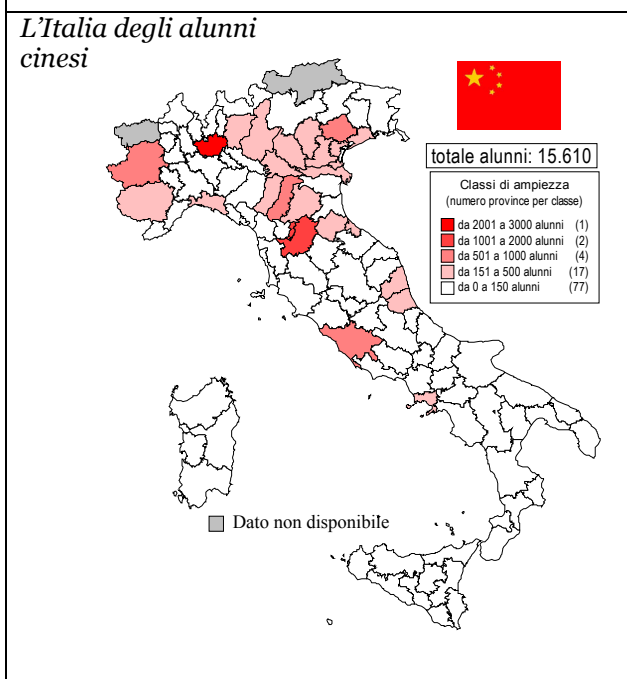 L'Italia degli alunni
cinesi
totale alunni: 15.610
Classi di ampiezza
(numero province per classe)
da 2001 a 3000 alunni (1)
da 1001 a 2000 alunni (2)
da 501 a 1000 alunni (4)
da 151 a 500 alunni (17)
da 0 a 150 alunni (77)
Dato non disponibile